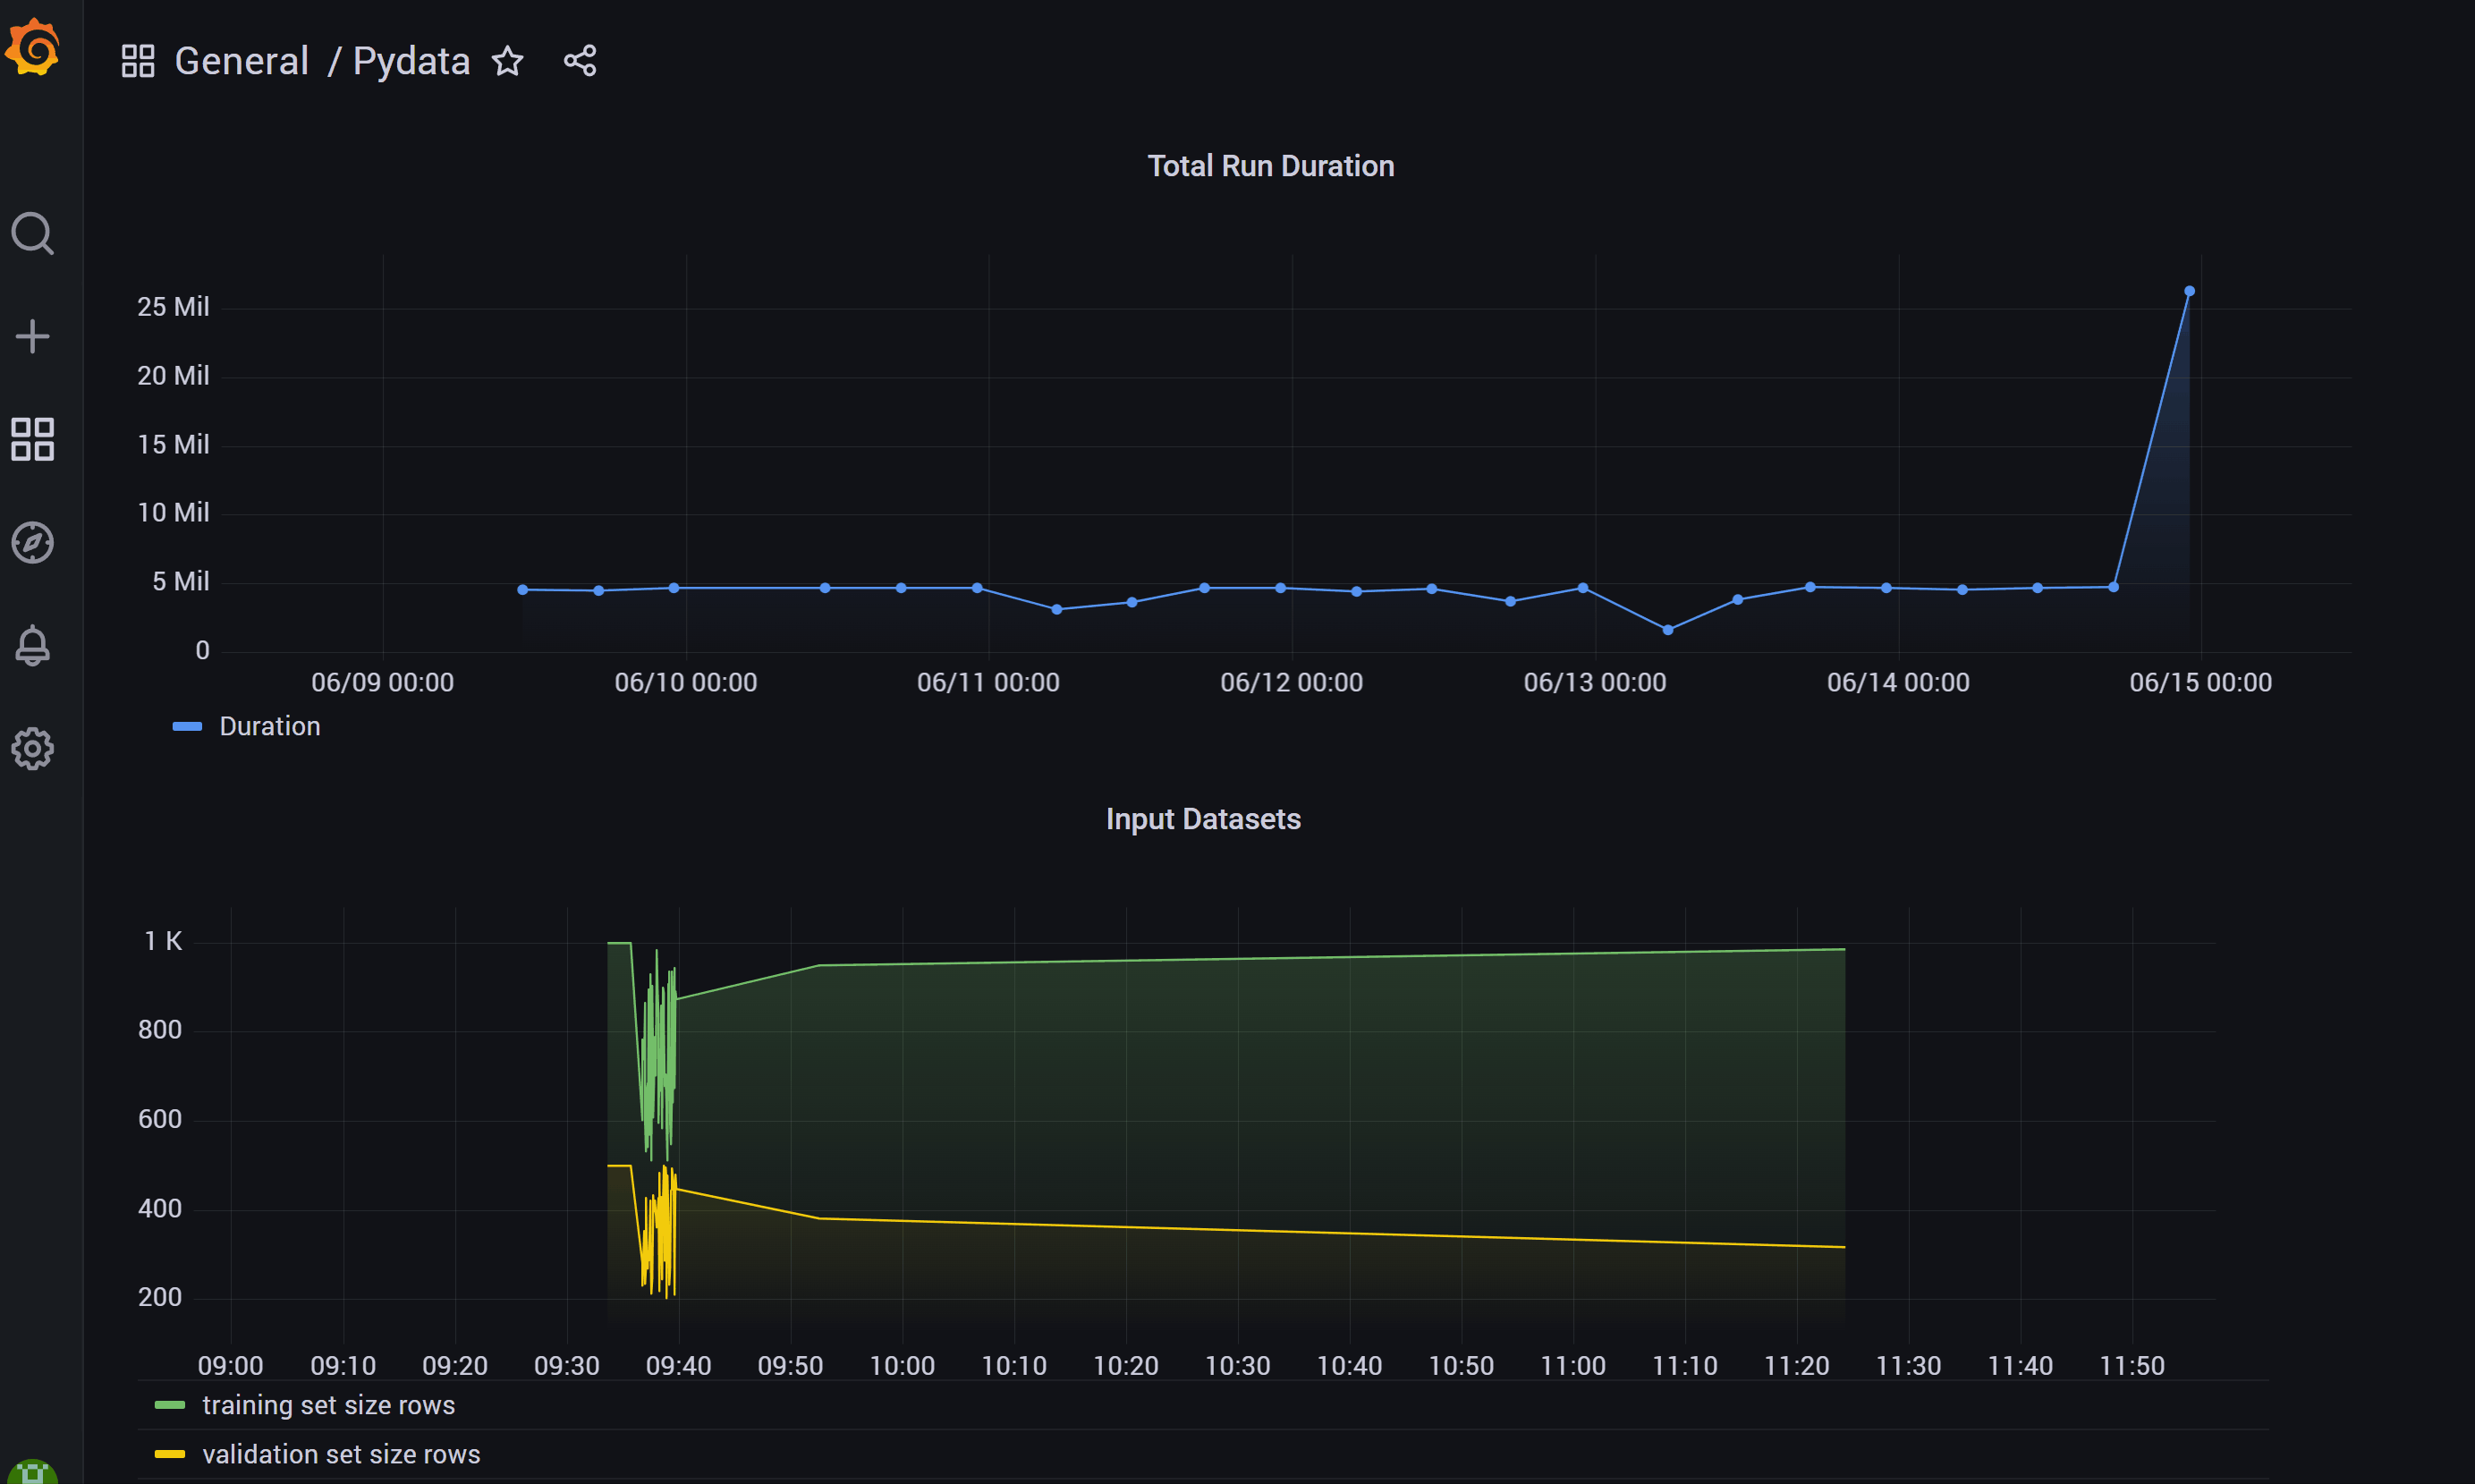 General / Pydata
Total Run Duration
25 Mil
20 Mil
15 Mil
10 Mil
5 Mil
0
06/09 00:00 06/10 00:00 06/11 00:00 06/12 00:00 06/13 00:00 06/14 00:00 06/15 00:00
Duration
Input Datasets
1 K
800
600
400
200
09:00 09:10 09:20 09:30 09:40 09:50 10:00 10:10 10:20 10:30 10:40 10:50 11:00 11:10 11:20 11:30 11:40 11:50
training set size rows
validation set size rows